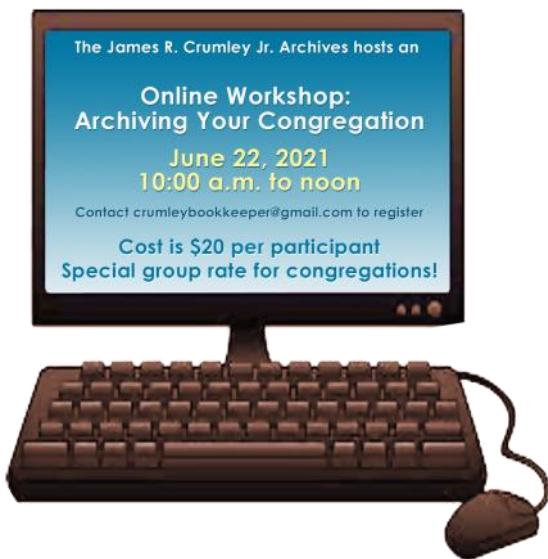 The James R. Crumley Jr. Archives hosts an
Online Workshop:
Archiving Your Congregation
June 22, 2021
10:00 a.m. to noon
Contact crumleybookkeeper@gmail.com to register
Cost is $20 per participant
Special group rate for congregations!